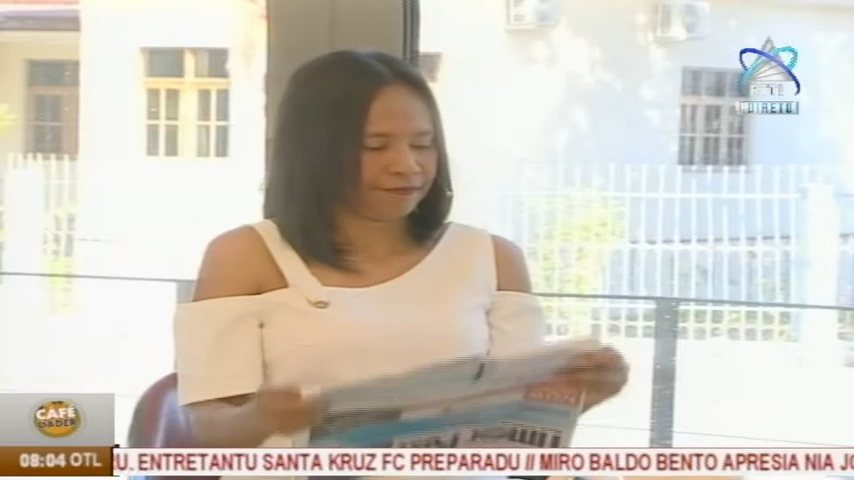 RTTL
DIRETU
CAFÉ
DADER
08:04 OTL
U. ENTRETANTU SANTA KRUZ FC PREPARADU // MIRO BALDO BENTO APRESIA NIA JO